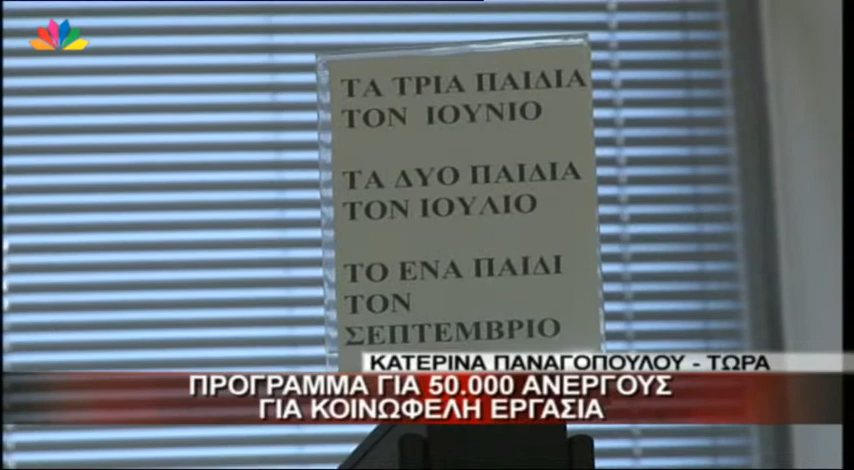 ΤΑ ΤΡΙΑ ΠΑΙΔΙΑ
ΤΟΝ ΙΟΥΝΙΟ
ΤΑ ΔΥΟ ΠΑΙΔΙΑ
ΤΟΝ ΙΟΥΛΙΟ
ΤΟ ΕΝΑ ΠΑΙΔΙ
ΤΟΝ
ΣΕΠΤΕΜΒΡΙΟ
ΚΑΤΕΡΙΝΑ ΠΑΝΑΓΟΠΟΥΛΟΥ - ΤΩΡΑ
ΠΡΟΓΡΑΜΜΑ ΓΙΑ 50.000 ΑΝΕΡΓΟΥΣ
ΓΙΑ ΚΟΙΝΩΦΕΛΗ ΕΡΓΑΣΙΑ